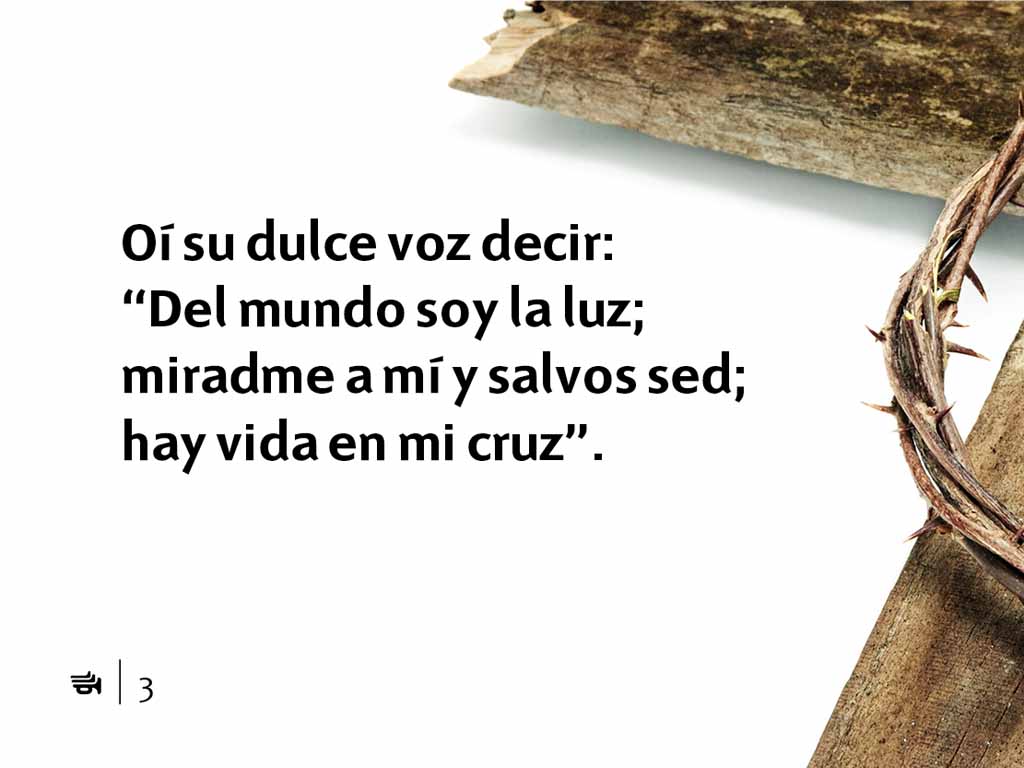 Oí su dulce voz decir:
“Del mundo soy la luz;
miradme a mí y salvos sed;
hay vida en mi cruz”.
3